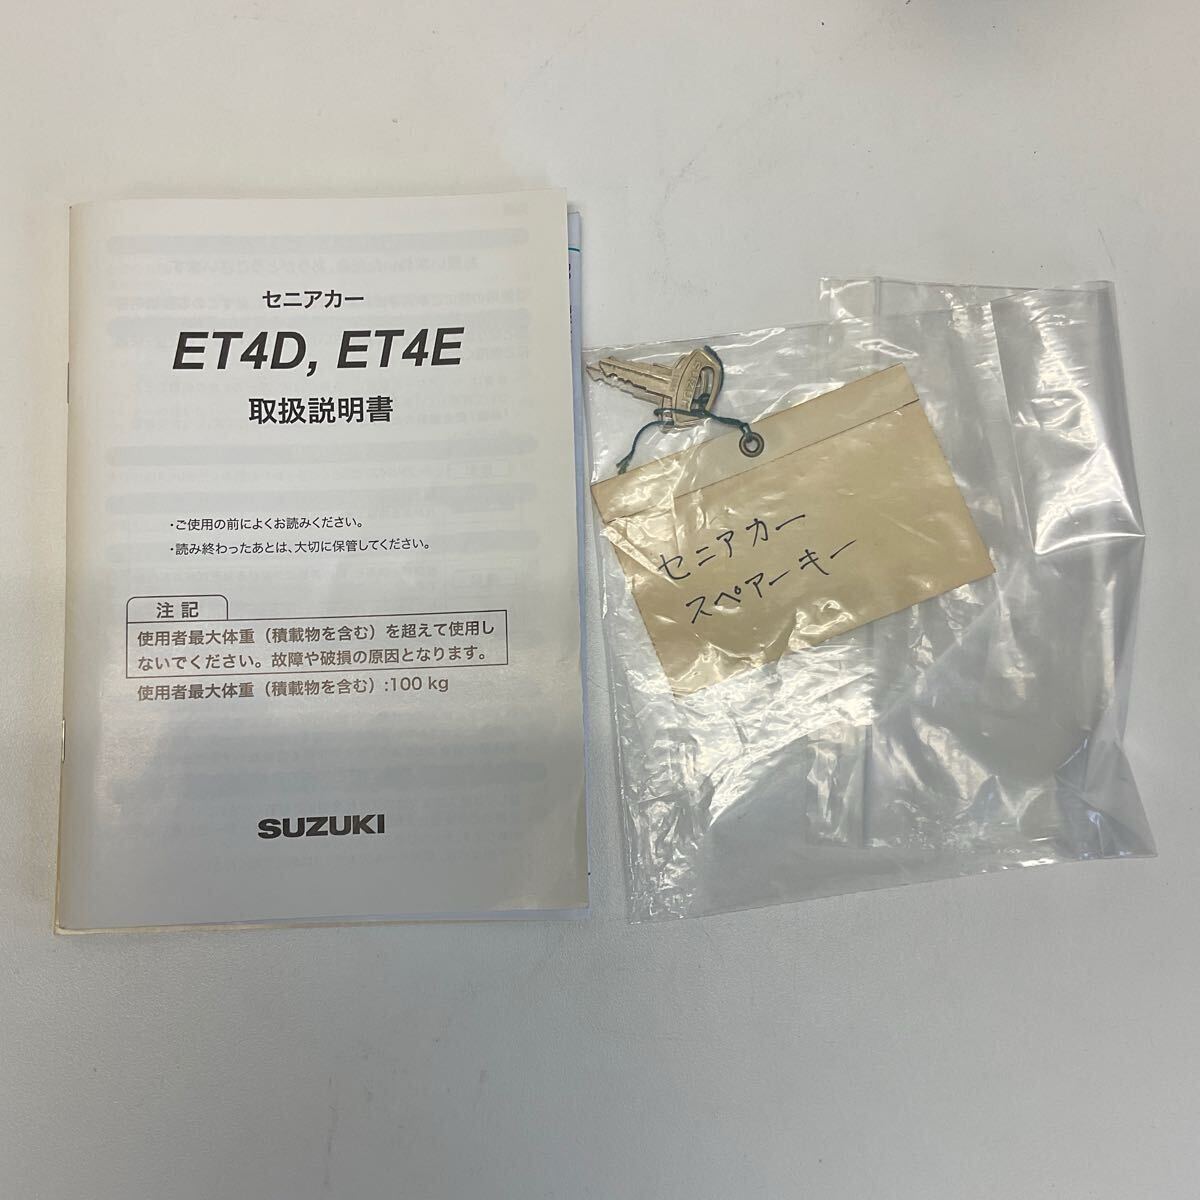 セニアカー
ET4D, ET4E
取扱説明書
・ご使用の前によくお読みください。
・読み終わったあとは、大切に保管してください。
注記
使用者最大体重（積載物を含む）を超えて使用し
ないでください。故障や破損の原因となります。
使用者最大体重（積載物を含む）:100 kg
SUZUKI
セニアカー
スペアーキー